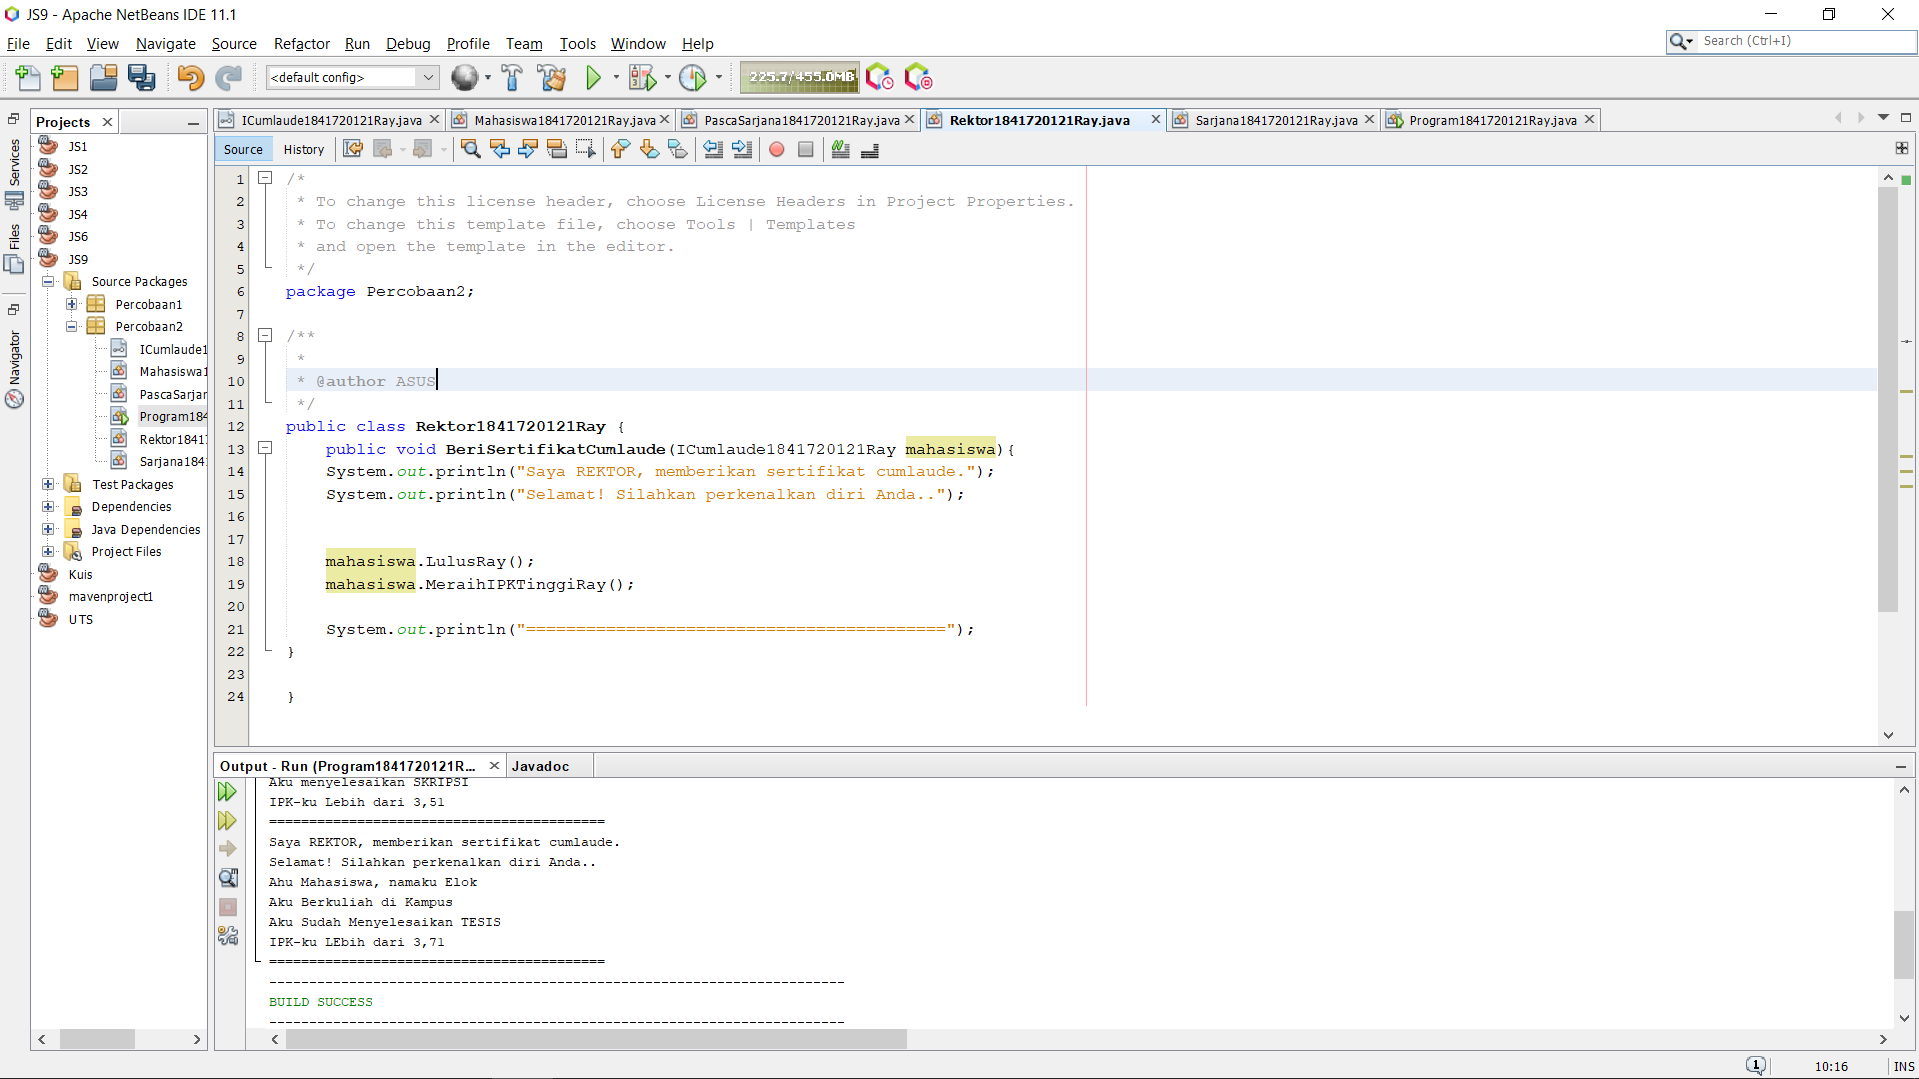 JS9 - Apache NetBeans IDE 11.1
File Edit View Navigate Source Refactor Run Debug Profile Team Tools Window Help
Search (Ctrl+I)
<default config>
225.7/455.0MB
Services
Files
Navigator
Projects
JS1
JS2
JS3
JS4
JS6
JS9
Source Packages
Percobaan1
Percobaan2
ICumlaude1
Mahasiswa1
PascaSarjar
Program184
Rektor1841
Sarjana184
Test Packages
Dependencies
Java Dependencies
Project Files
Kuis
mavenproject1
UTS
ICumlaude1841720121Ray.java Mahasiswa1841720121Ray.java PascaSarjana1841720121Ray.java Rektor1841720121Ray.java Sarjana1841720121Ray.java Program1841720121Ray.java
Source History
1 /*
2 * To change this license header, choose License Headers in Project Properties.
3 * To change this template file, choose Tools | Templates
4 * and open the template in the editor.
5 */
6 package Percobaan2;
7
8 /**
9 *
10 * @author ASUS
11 */
12 public class Rektor1841720121Ray {
13 public void BeriSertifikatCumlaude(ICumlaude1841720121Ray mahasiswa){
14 System.out.println("Saya REKTOR, memberikan sertifikat cumlaude.");
15 System.out.println("Selamat! Silahkan perkenalkan diri Anda..");
16
17
18 mahasiswa.LulusRay();
19 mahasiswa.MeraihIPKTinggiRay();
20
21 System.out.println("==========================================");
22 }
23
24 }
Output - Run (Program1841720121R... Javadoc
Aku menyelesaikan SKRIPSI
IPK-ku Lebih dari 3,51
==========================================
Saya REKTOR, memberikan sertifikat cumlaude.
Selamat! Silahkan perkenalkan diri Anda..
Ahu Mahasiswa, namaku Elok
Aku Berkuliah di Kampus
Aku Sudah Menyelesaikan TESIS
IPK-ku LEbih dari 3,71
==========================================
------------------------------------------------------------------------
BUILD SUCCESS
------------------------------------------------------------------------
1
10:16 INS